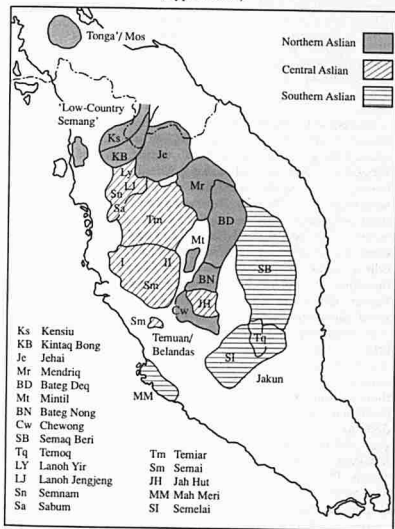 Tonga'/ Mos
Northern Aslian
Central Aslian
Southern Aslian
'Low-Country
Semang'
Ks
KB
Je
Ly
LJ
Sn
Sa
Mr
BD
Tm
Mt
I
II
Sm
BN
SB
JH
Cw
Sm
Temuan/
Belandas
Tq
SI
Jakun
MM
Ks Kensiu
KB Kintaq Bong
Je Jehai
Mr Mendriq
BD Bateg Deq
Mt Mintil
BN Bateg Nong
Cw Chewong
SB Semaq Beri
Tq Temoq
LY Lanoh Yir
LJ Lanoh Jengjeng
Sn Semnam
Sa Sabum
Tm Temiar
Sm Semai
JH Jah Hut
MM Mah Meri
SI Semelai